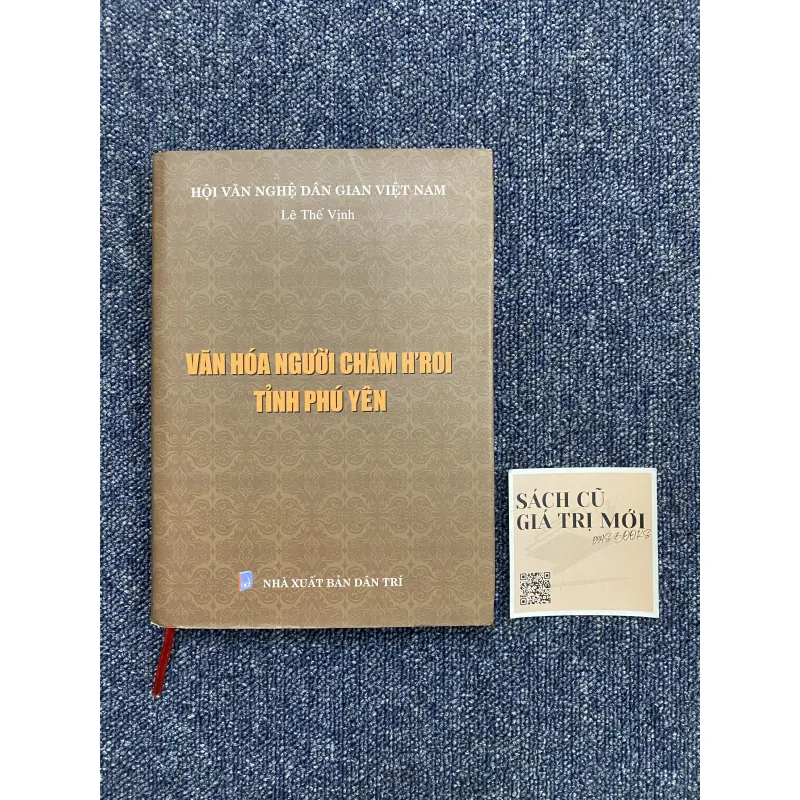 HỘI VĂN NGHỆ DÂN GIAN VIỆT NAM
Lê Thế Vịnh
VĂN HÓA NGƯỜI CHĂM H'ROI
TỈNH PHÚ YÊN
NHÀ XUẤT BẢN DÂN TRÍ
SÁCH CŨ
GIÁ TRỊ MỚI